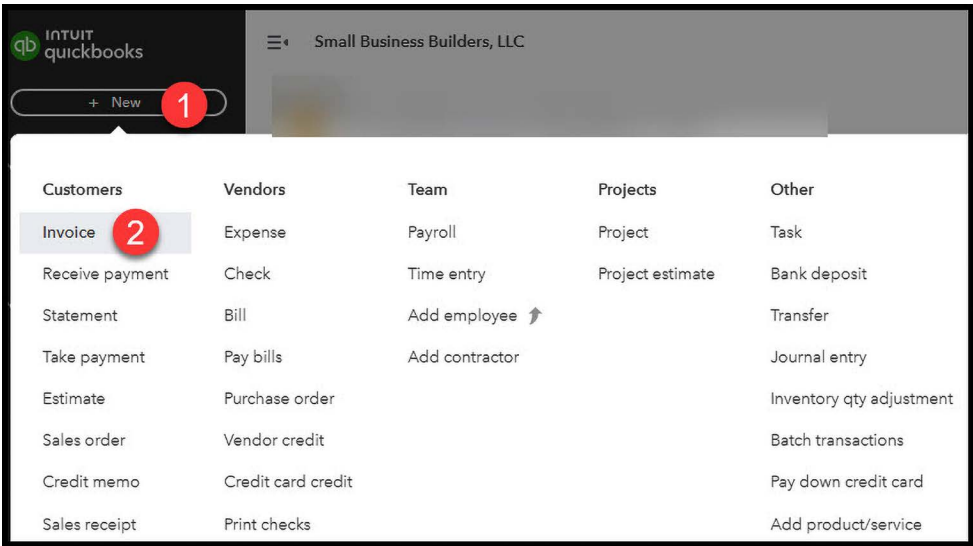 INTUIT
quickbooks
Small Business Builders, LLC
+ New 1
Customers
Invoice 2
Receive payment
Statement
Take payment
Estimate
Sales order
Credit memo
Sales receipt
Vendors
Expense
Check
Bill
Pay bills
Purchase order
Vendor credit
Credit card credit
Print checks
Team
Payroll
Time entry
Add employee
Add contractor
Projects
Project
Project estimate
Other
Task
Bank deposit
Transfer
Journal entry
Inventory qty adjustment
Batch transactions
Pay down credit card
Add product/service